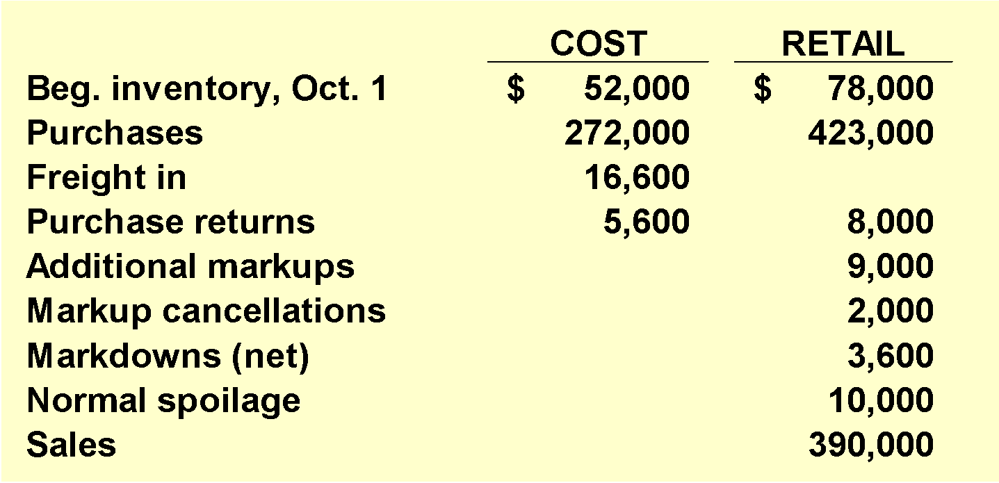 COST RETAIL
Beg. inventory, Oct. 1 $ 52,000 $ 78,000
Purchases 272,000 423,000
Freight in 16,600
Purchase returns 5,600 8,000
Additional markups 9,000
Markup cancellations 2,000
Markdowns (net) 3,600
Normal spoilage 10,000
Sales 390,000